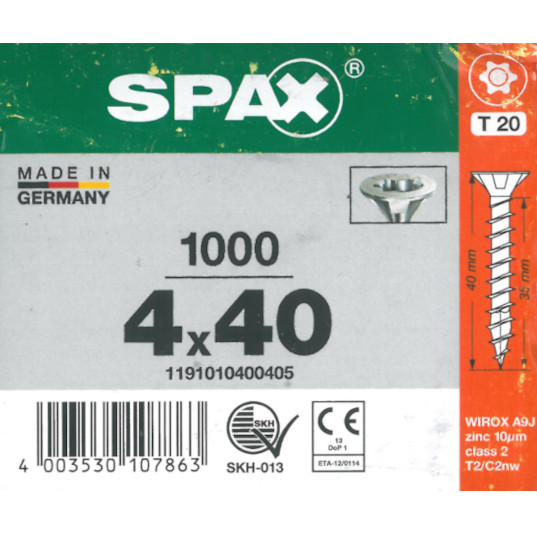 SPAX®
T 20
MADE IN
GERMANY
40 mm
35 mm
1000
4x40
1191010400405
4 003530 107863
SKH
SKH-013
CE
13
DoP 1
ETA-12/0114
WIROX A9J
zinc 10µm
class 2
T2/C2nw